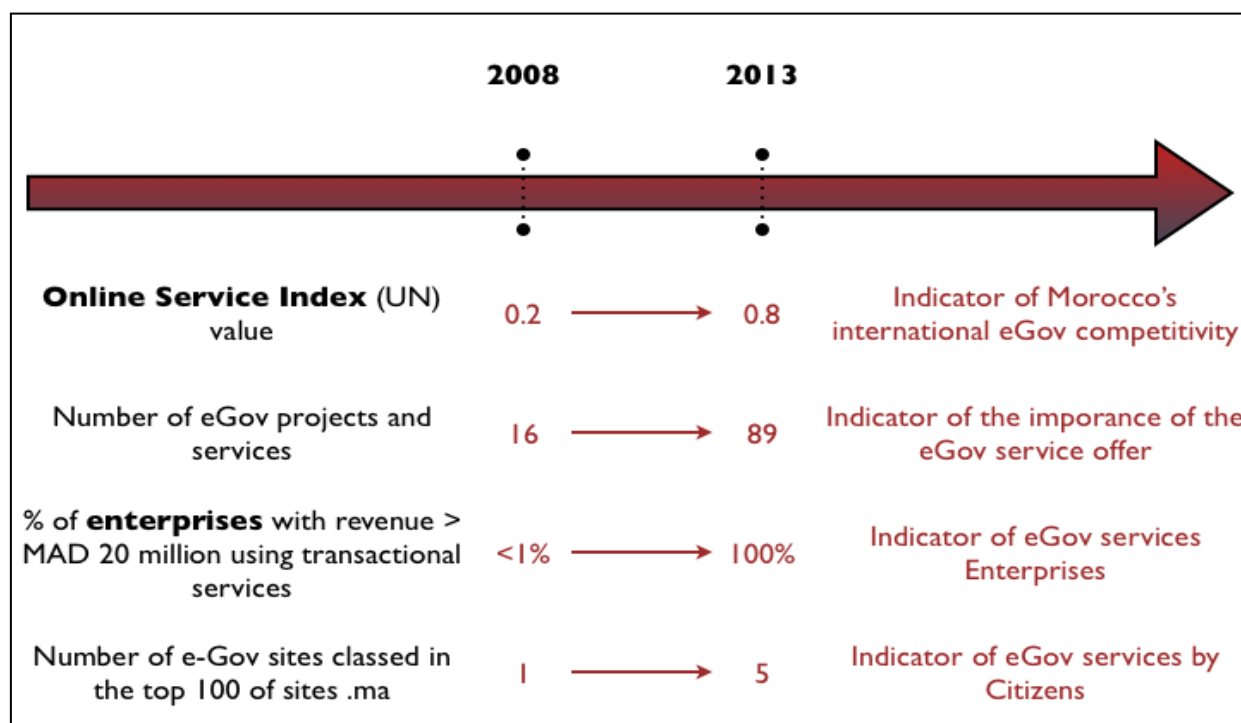 2008 2013
Online Service Index (UN)
value
0.2 0.8
Indicator of Morocco's
international eGov competitivity
Number of eGov projects and
services
16 89
Indicator of the imporance of the
eGov service offer
% of enterprises with revenue >
MAD 20 million using transactional
services
<1% 100%
Indicator of eGov services
Enterprises
Number of e-Gov sites classed in
the top 100 of sites .ma
1 5
Indicator of eGov services by
Citizens